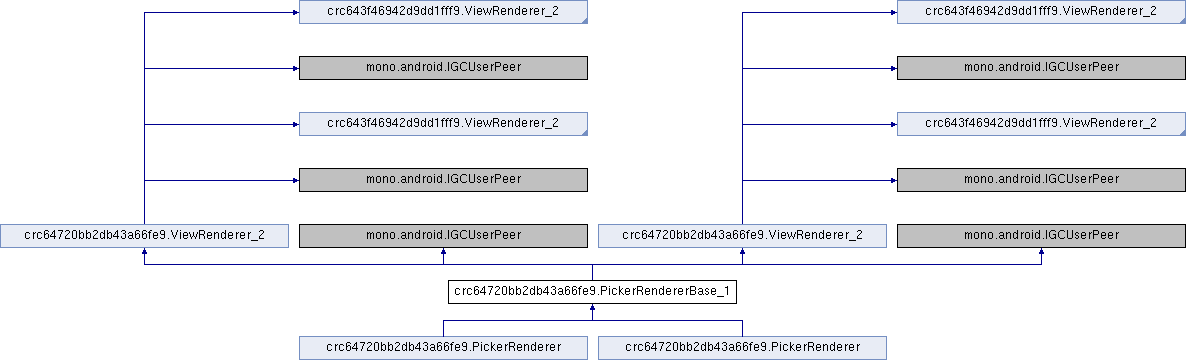 crc643f46942d9dd1fff9.ViewRenderer_2
crc643f46942d9dd1fff9.ViewRenderer_2
mono.android.IGCUserPeer
mono.android.IGCUserPeer
crc643f46942d9dd1fff9.ViewRenderer_2
crc643f46942d9dd1fff9.ViewRenderer_2
mono.android.IGCUserPeer
mono.android.IGCUserPeer
crc64720bb2db43a66fe9.ViewRenderer_2
mono.android.IGCUserPeer
crc64720bb2db43a66fe9.ViewRenderer_2
mono.android.IGCUserPeer
crc64720bb2db43a66fe9.PickerRendererBase_1
crc64720bb2db43a66fe9.PickerRenderer
crc64720bb2db43a66fe9.PickerRenderer